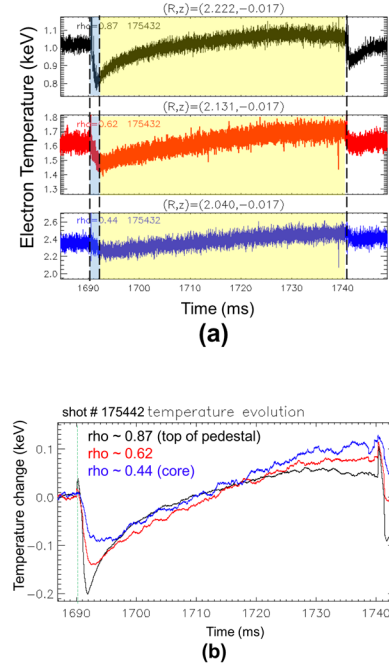 (R,z)=(2.222,-0.017)
rho=0.87 175432
1.1
1.0
0.9
0.8
(R,z)=(2.131,-0.017)
rho=0.62 175432
1.8
1.7
1.6
1.5
1.4
1.3
(R,z)=(2.040,-0.017)
rho=0.44 175432
2.6
2.4
2.2
2.0
Electron Temperature (keV)
1690 1700 1710 1720 1730 1740
Time (ms)
(a)
shot # 175442 temperature evolution
rho ~ 0.87 (top of pedestal)
rho ~ 0.62
rho ~ 0.44 (core)
0.1
0.0
-0.1
-0.2
Temperature change (keV)
1690 1700 1710 1720 1730 1740
Time (ms)
(b)